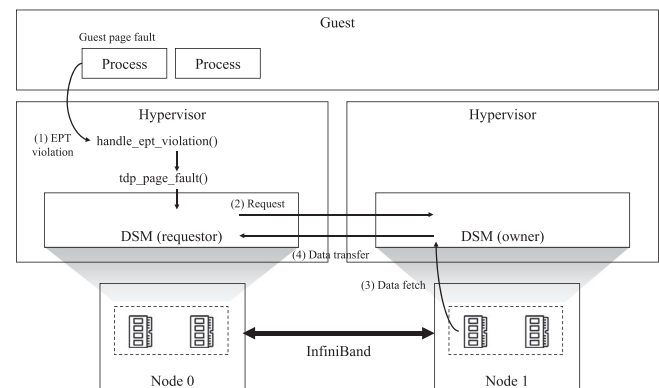 Guest
Guest page fault
Process
Process
Hypervisor
Hypervisor
(1) EPT
violation
handle_ept_violation()
tdp_page_fault()
(2) Request
DSM (requestor)
DSM (owner)
(4) Data transfer
(3) Data fetch
InfiniBand
Node 0
Node 1